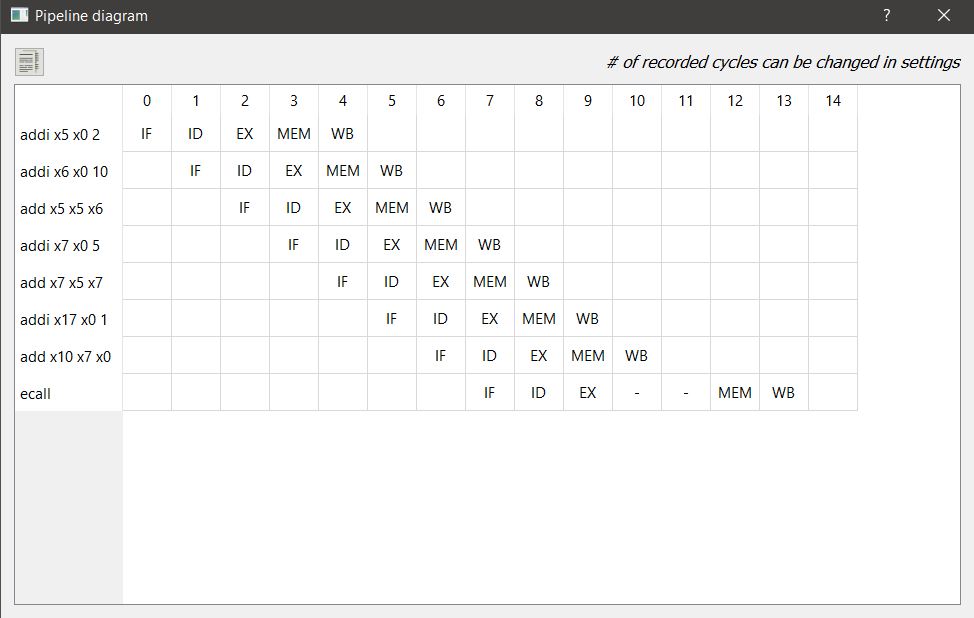 Pipeline diagram ?
# of recorded cycles can be changed in settings
0 1 2 3 4 5 6 7 8 9 10 11 12 13 14
addi x5 x0 2 IF ID EX MEM WB
addi x6 x0 10 IF ID EX MEM WB
add x5 x5 x6 IF ID EX MEM WB
addi x7 x0 5 IF ID EX MEM WB
add x7 x5 x7 IF ID EX MEM WB
addi x17 x0 1 IF ID EX MEM WB
add x10 x7 x0 IF ID EX MEM WB
ecall IF ID EX - - MEM WB